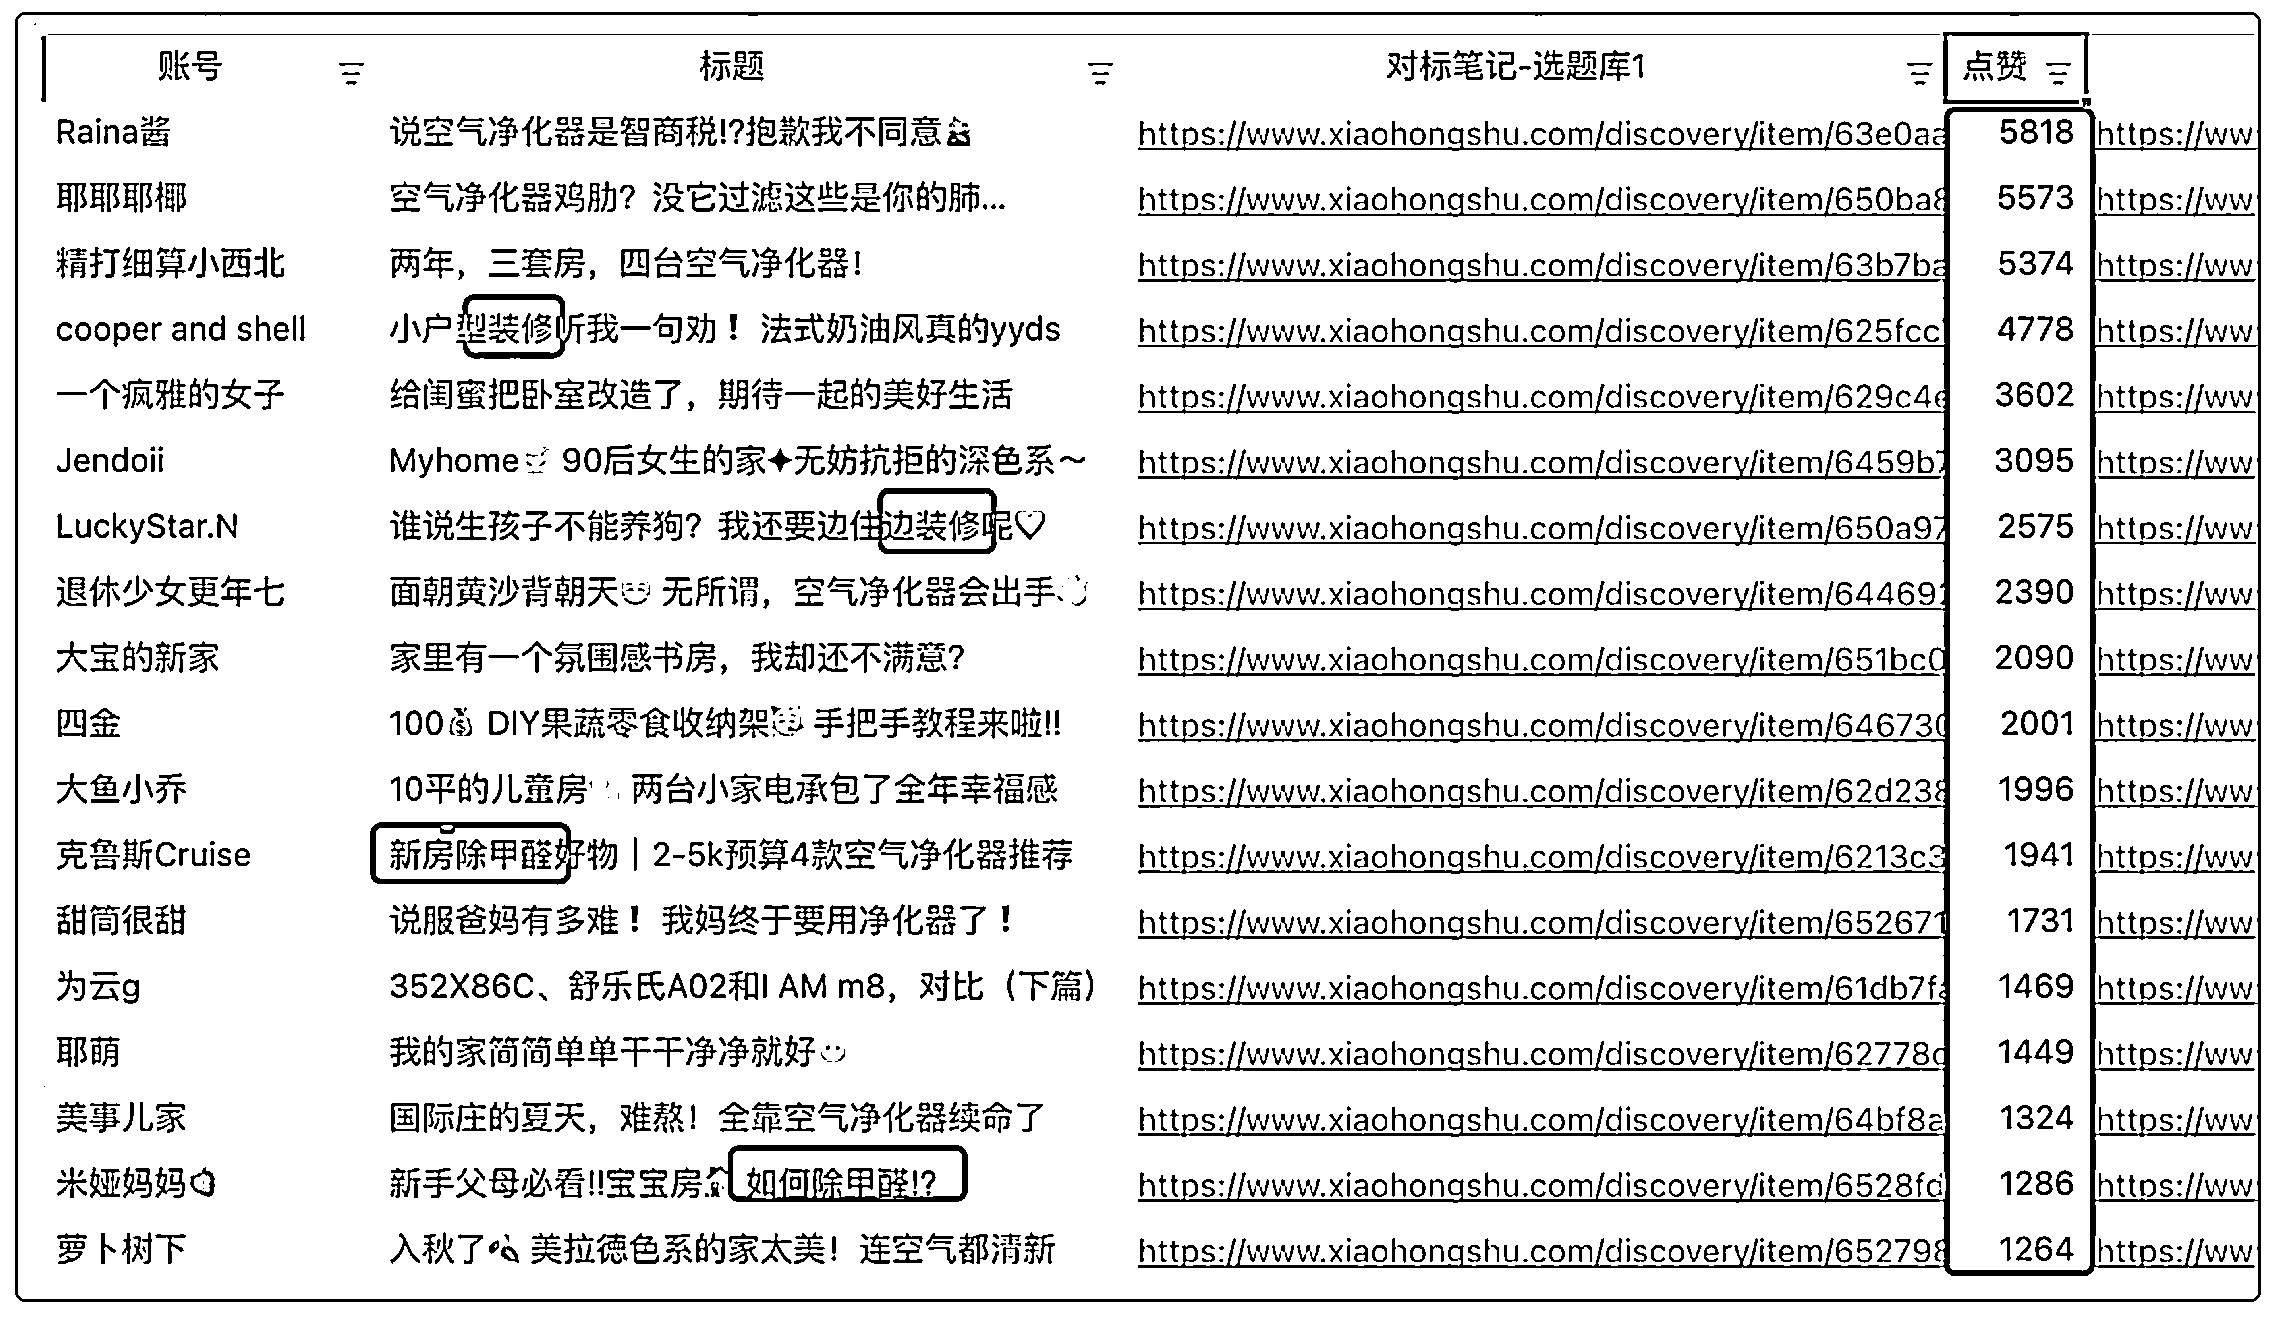 账号 标题 对标笔记-选题库1 点赞
Raina酱 说空气净化器是智商税!?抱歉我不同意 https://www.xiaohongshu.com/discovery/item/63e0aa 5818 https://ww
耶耶耶椰 空气净化器鸡肋？没它过滤这些是你的肺... https://www.xiaohongshu.com/discovery/item/650ba8 5573 https://ww
精打细算小西北 两年，三套房，四台空气净化器！ https://www.xiaohongshu.com/discovery/item/63b7ba 5374 https://ww
cooper and shell 小户型装修听我一句劝！法式奶油风真的yyds https://www.xiaohongshu.com/discovery/item/625fcc 4778 https://ww
一个疯雅的女子 给闺蜜把卧室改造了，期待一起的美好生活 https://www.xiaohongshu.com/discovery/item/629c4e 3602 https://ww
Jendoii Myhome 90后女生的家✦无妨抗拒的深色系～ https://www.xiaohongshu.com/discovery/item/6459b7 3095 https://ww
LuckyStar.N 谁说生孩子不能养狗？我还要边住边装修呢♡ https://www.xiaohongshu.com/discovery/item/650a97 2575 https://ww
退休少女更年七 面朝黄沙背朝天 无所谓，空气净化器会出手 https://www.xiaohongshu.com/discovery/item/644692 2390 https://ww
大宝的新家 家里有一个氛围感书房，我却还不满意？ https://www.xiaohongshu.com/discovery/item/651bc0 2090 https://ww
四金 100💰 DIY果蔬零食收纳架 手把手教程来啦!! https://www.xiaohongshu.com/discovery/item/646730 2001 https://ww
大鱼小乔 10平的儿童房 两台小家电承包了全年幸福感 https://www.xiaohongshu.com/discovery/item/62d238 1996 https://ww
克鲁斯Cruise 新房除甲醛好物｜2-5k预算4款空气净化器推荐 https://www.xiaohongshu.com/discovery/item/6213c3 1941 https://ww
甜筒很甜 说服爸妈有多难！我妈终于要用净化器了！ https://www.xiaohongshu.com/discovery/item/652671 1731 https://ww
为云g 352X86C、舒乐氏A02和I AM m8，对比（下篇） https://www.xiaohongshu.com/discovery/item/61db7fa 1469 https://ww
耶萌 我的家简简单单干干净净就好 https://www.xiaohongshu.com/discovery/item/62778c 1449 https://ww
美事儿家 国际庄的夏天，难熬！全靠空气净化器续命了 https://www.xiaohongshu.com/discovery/item/64bf8a 1324 https://ww
米娅妈妈 新手父母必看!!宝宝房 如何除甲醛!? https://www.xiaohongshu.com/discovery/item/6528fd 1286 https://ww
萝卜树下 入秋了 美拉德色系的家太美！连空气都清新 https://www.xiaohongshu.com/discovery/item/652798 1264 https://ww